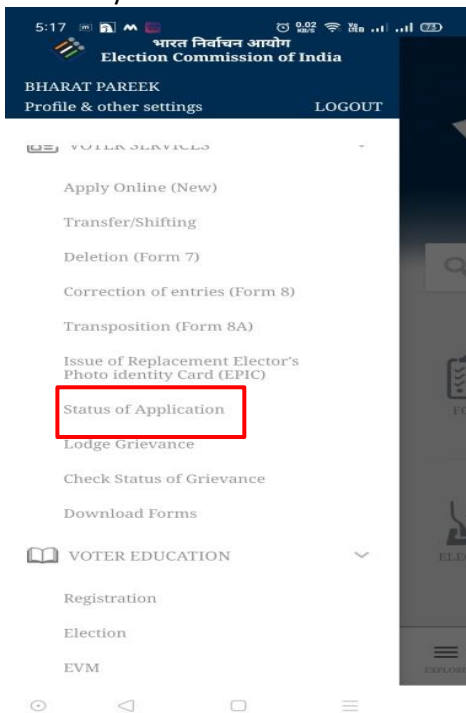 5:17
0.02 KB/S
73
भारत निर्वाचन आयोग
Election Commission of India
BHARAT PAREEK
Profile & other settings LOGOUT
VOTER SERVICES
Apply Online (New)
Transfer/Shifting
Deletion (Form 7)
Correction of entries (Form 8)
Transposition (Form 8A)
Issue of Replacement Elector's
Photo identity Card (EPIC)
Status of Application
Lodge Grievance
Check Status of Grievance
Download Forms
VOTER EDUCATION
Registration
Election
EVM